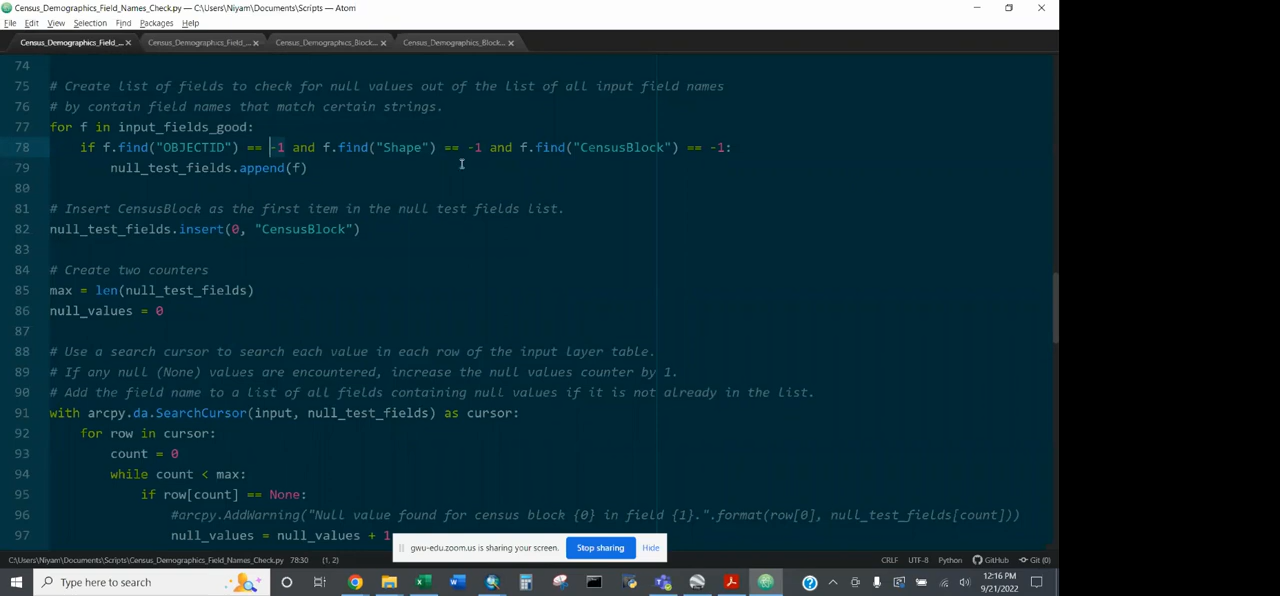 Census_Demographics_Field_Names_Check.py — C:\Users\Niyam\Documents\Scripts — Atom
File Edit View Selection Find Packages Help
Census_Demographics_Field_... × Census_Demographics_Field_... × Census_Demographics_Block... × Census_Demographics_Block... ×
74
75 # Create list of fields to check for null values out of the list of all input field names
76 # by contain field names that match certain strings.
77 for f in input_fields_good:
78 if f.find("OBJECTID") == -1 and f.find("Shape") == -1 and f.find("CensusBlock") == -1:
79 null_test_fields.append(f)
80
81 # Insert CensusBlock as the first item in the null test fields list.
82 null_test_fields.insert(0, "CensusBlock")
83
84 # Create two counters
85 max = len(null_test_fields)
86 null_values = 0
87
88 # Use a search cursor to search each value in each row of the input layer table.
89 # If any null (None) values are encountered, increase the null values counter by 1.
90 # Add the field name to a list of all fields containing null values if it is not already in the list.
91 with arcpy.da.SearchCursor(input, null_test_fields) as cursor:
92 for row in cursor:
93 count = 0
94 while count < max:
95 if row[count] == None:
96 #arcpy.AddWarning("Null value found for census block {0} in field {1}.".format(row[0], null_test_fields[count]))
97 null_values = null_values + 1
gwu-edu.zoom.us is sharing your screen. Stop sharing Hide
C:\Users\Niyam\Documents\Scripts\Census_Demographics_Field_Names_Check.py 78:30 (1, 2) CRLF UTF-8 Python GitHub Git (0)
Type here to search
12:16 PM
9/21/2022